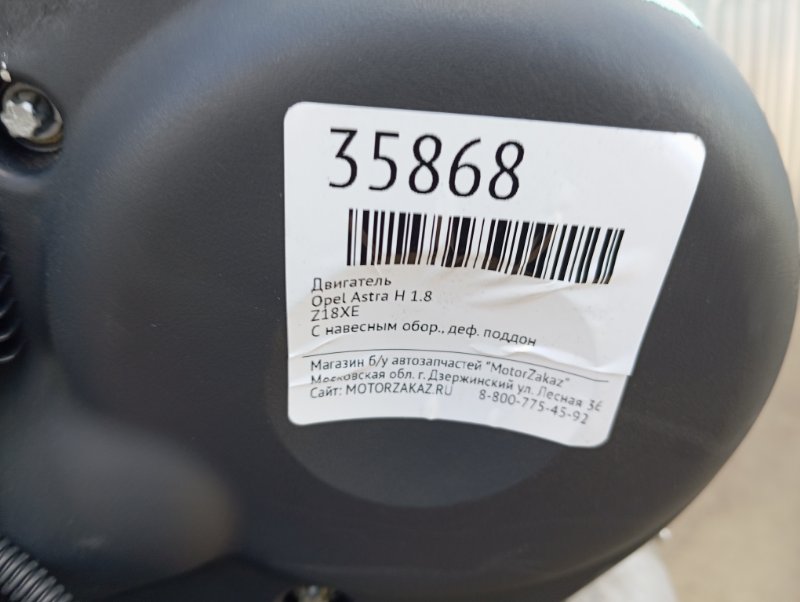 35868
Двигатель
Opel Astra H 1.8
Z18XE
С навесным обор., деф. поддон
Магазин б/у автозапчастей "MotorZakaz"
Московская обл. г. Дзержинский ул. Лесная 3Б
Сайт: MOTORZAKAZ.RU 8-800-775-45-92